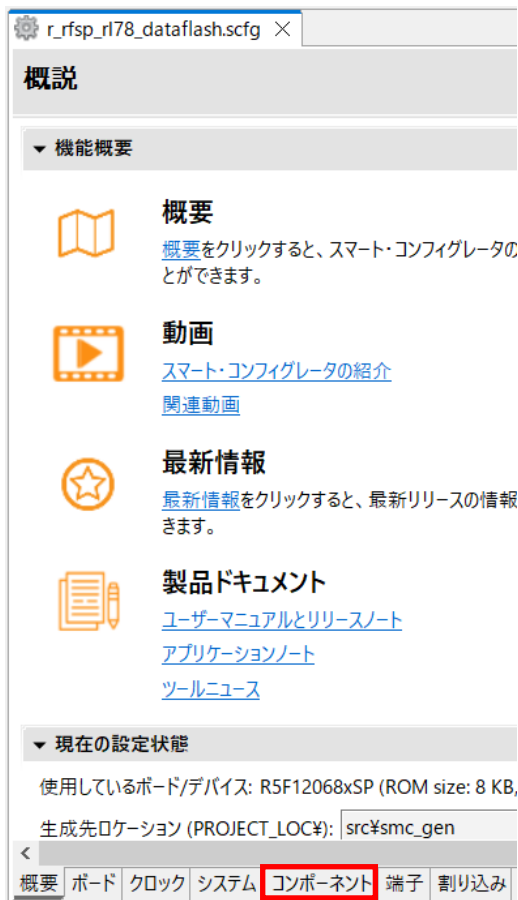 r_rfsp_rl78_dataflash.scfg
概説
機能概要
概要
概要をクリックすると、スマート・コンフィグレータの
とができます。
動画
スマート・コンフィグレータの紹介
関連動画
最新情報
最新情報をクリックすると、最新リリースの情報
きます。
製品ドキュメント
ユーザーマニュアルとリリースノート
アプリケーションノート
ツールニュース
現在の設定状態
使用しているボード/デバイス: R5F12068xSP (ROM size: 8 KB,
生成先ロケーション (PROJECT_LOC¥): src¥smc_gen
概要 ボード クロック システム コンポーネント 端子 割り込み